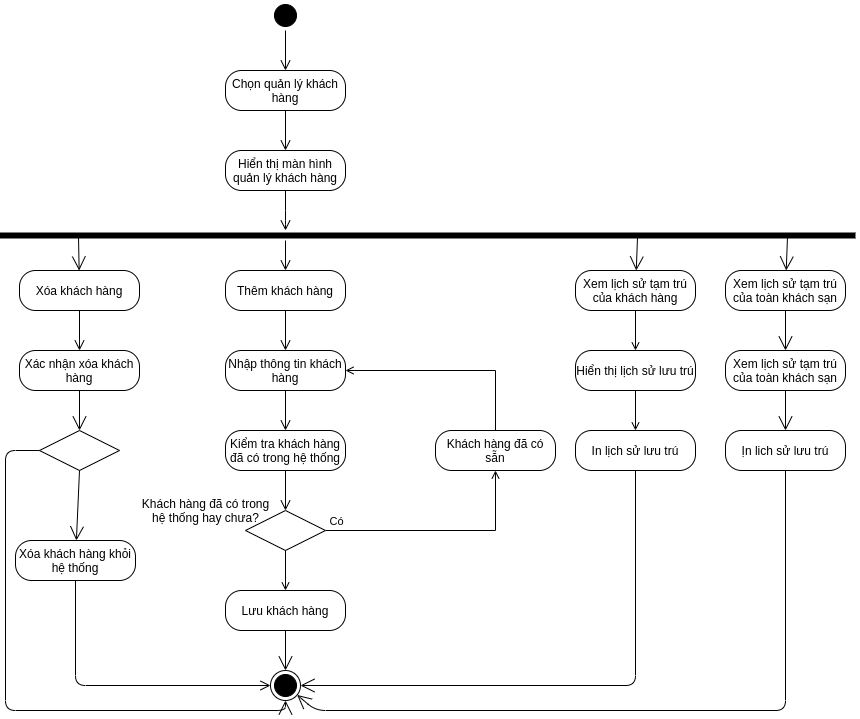 Chọn quản lý khách
hàng
Hiển thị màn hình
quản lý khách hàng
Xóa khách hàng
Thêm khách hàng
Xem lịch sử tạm trú
của khách hàng
Xem lịch sử tạm trú
của toàn khách sạn
Xác nhận xóa khách
hàng
Nhập thông tin khách
hàng
Hiển thị lịch sử lưu trú
Xem lịch sử tạm trú
của toàn khách sạn
Kiểm tra khách hàng
đã có trong hệ thống
Khách hàng đã có
sẵn
In lịch sử lưu trú
Ịn lich sử lưu trú
Khách hàng đã có trong
hệ thống hay chưa?
Có
Xóa khách hàng khỏi
hệ thống
Lưu khách hàng